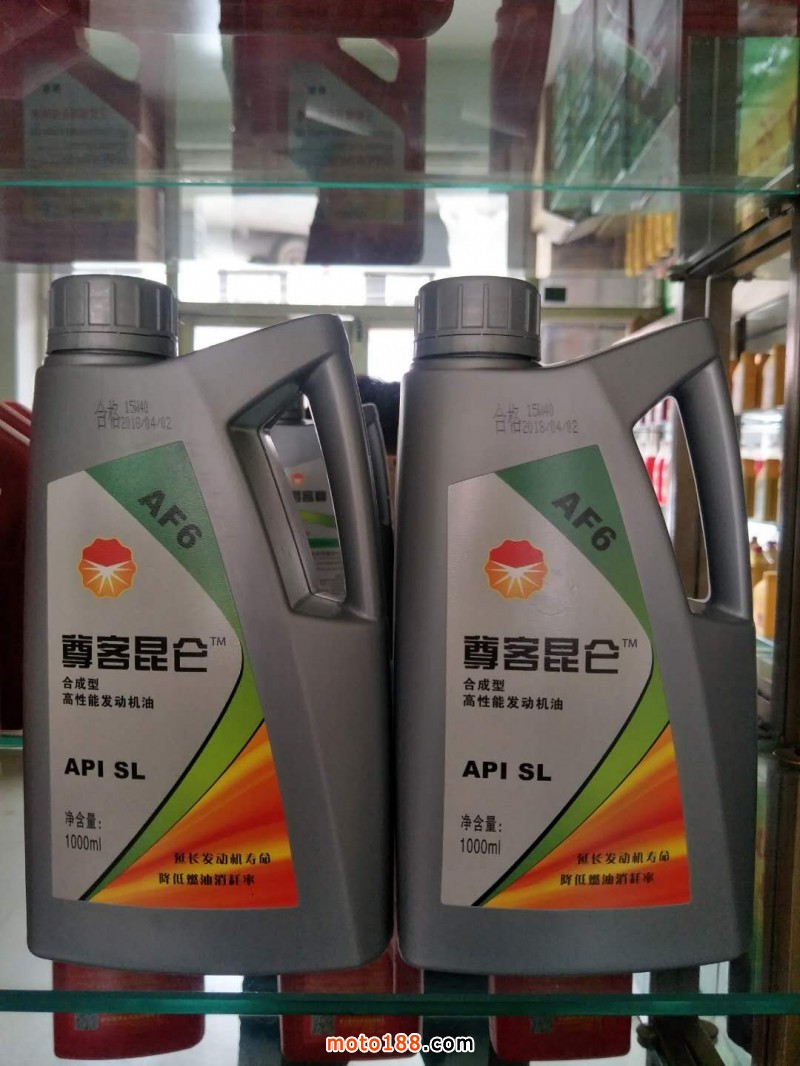 合格 15W40
2018/04/02
AF6
尊客昆仑™
合成型
高性能发动机油
API SL
净含量:
1000ml
延长发动机寿命
降低燃油消耗率
合格 15W40
2018/04/02
AF6
尊客昆仑™
合成型
高性能发动机油
API SL
净含量:
1000ml
延长发动机寿命
降低燃油消耗率
moto188.com